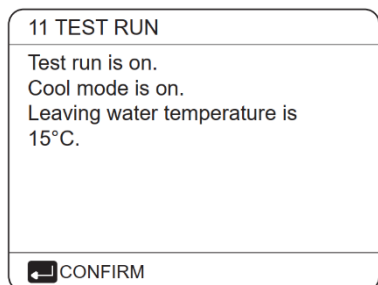 11 TEST RUN
Test run is on.
Cool mode is on.
Leaving water temperature is
15°C.
CONFIRM